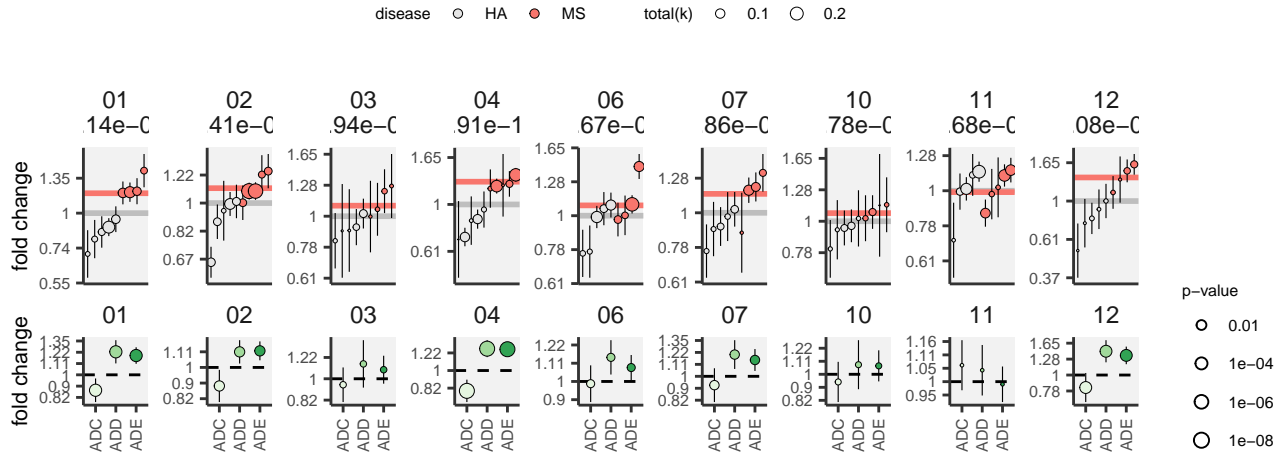 disease HA MS total(k) 0.1 0.2
01 02 03 04 06 07 10 11 12
.14e−0 .41e−0 .94e−0 .91e−1 .67e−0 .86e−0 .78e−0 .68e−0 .08e−0
fold change
1.35 1 0.74 0.55
1.22 1 0.82 0.67
1.65 1.28 1 0.78 0.61
1.65 1 0.61
1.65 1.28 1 0.78 0.61
1.65 1.28 1 0.78 0.61
1.65 1.28 1 0.78
1.28 1 0.78 0.61
1.65 1 0.61 0.37
01 02 03 04 06 07 10 11 12
fold change
1.35 1.22 1.11 1 0.9 0.82
1.11 1 0.9 0.82
1.22 1 0.82
1.22 1 0.82
1.22 1.11 1 0.9
1.22 1.11 1 0.9 0.82
1.22 1.11 1 0.9 0.82
1.16 1.11 1.05 1 0.95
1.65 1.28 1 0.78
ADC ADD ADE ADC ADD ADE ADC ADD ADE ADC ADD ADE ADC ADD ADE ADC ADD ADE ADC ADD ADE ADC ADD ADE ADC ADD ADE
p−value
0.01
1e−04
1e−06
1e−08